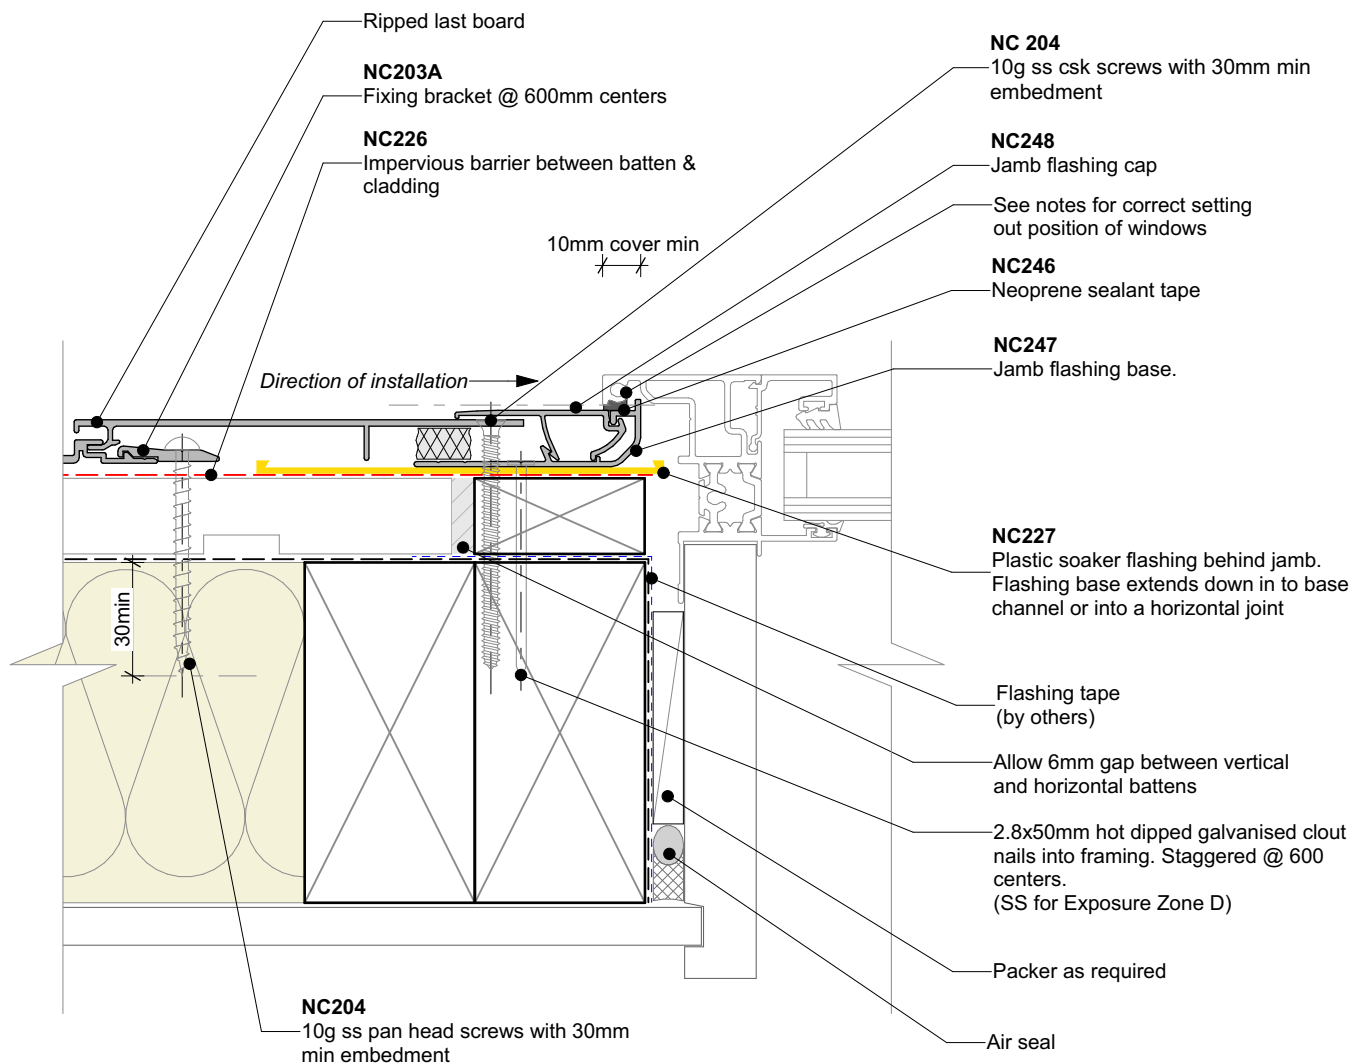 Ripped last board
NC203A
Fixing bracket @ 600mm centers
NC226
Impervious barrier between batten &
cladding
NC 204
10g ss csk screws with 30mm min
embedment
NC248
Jamb flashing cap
See notes for correct setting
out position of windows
10mm cover min
NC246
Neoprene sealant tape
NC247
Jamb flashing base.
Direction of installation
NC227
Plastic soaker flashing behind jamb.
Flashing base extends down in to base
channel or into a horizontal joint
30min
Flashing tape
(by others)
Allow 6mm gap between vertical
and horizontal battens
2.8x50mm hot dipped galvanised clout
nails into framing. Staggered @ 600
centers.
(SS for Exposure Zone D)
Packer as required
NC204
10g ss pan head screws with 30mm
min embedment
Air seal